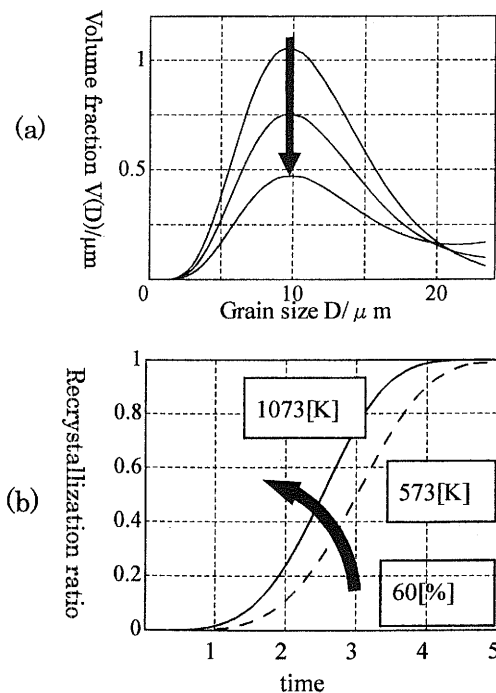 (a)
Volume fraction V(D)/μm
1
0.5
0
10
20
Grain size D/ μ m
(b)
Recrystallization ratio
1
0.8
0.6
0.4
0.2
0
1073[K]
573[K]
60[%]
1
2
3
4
5
time